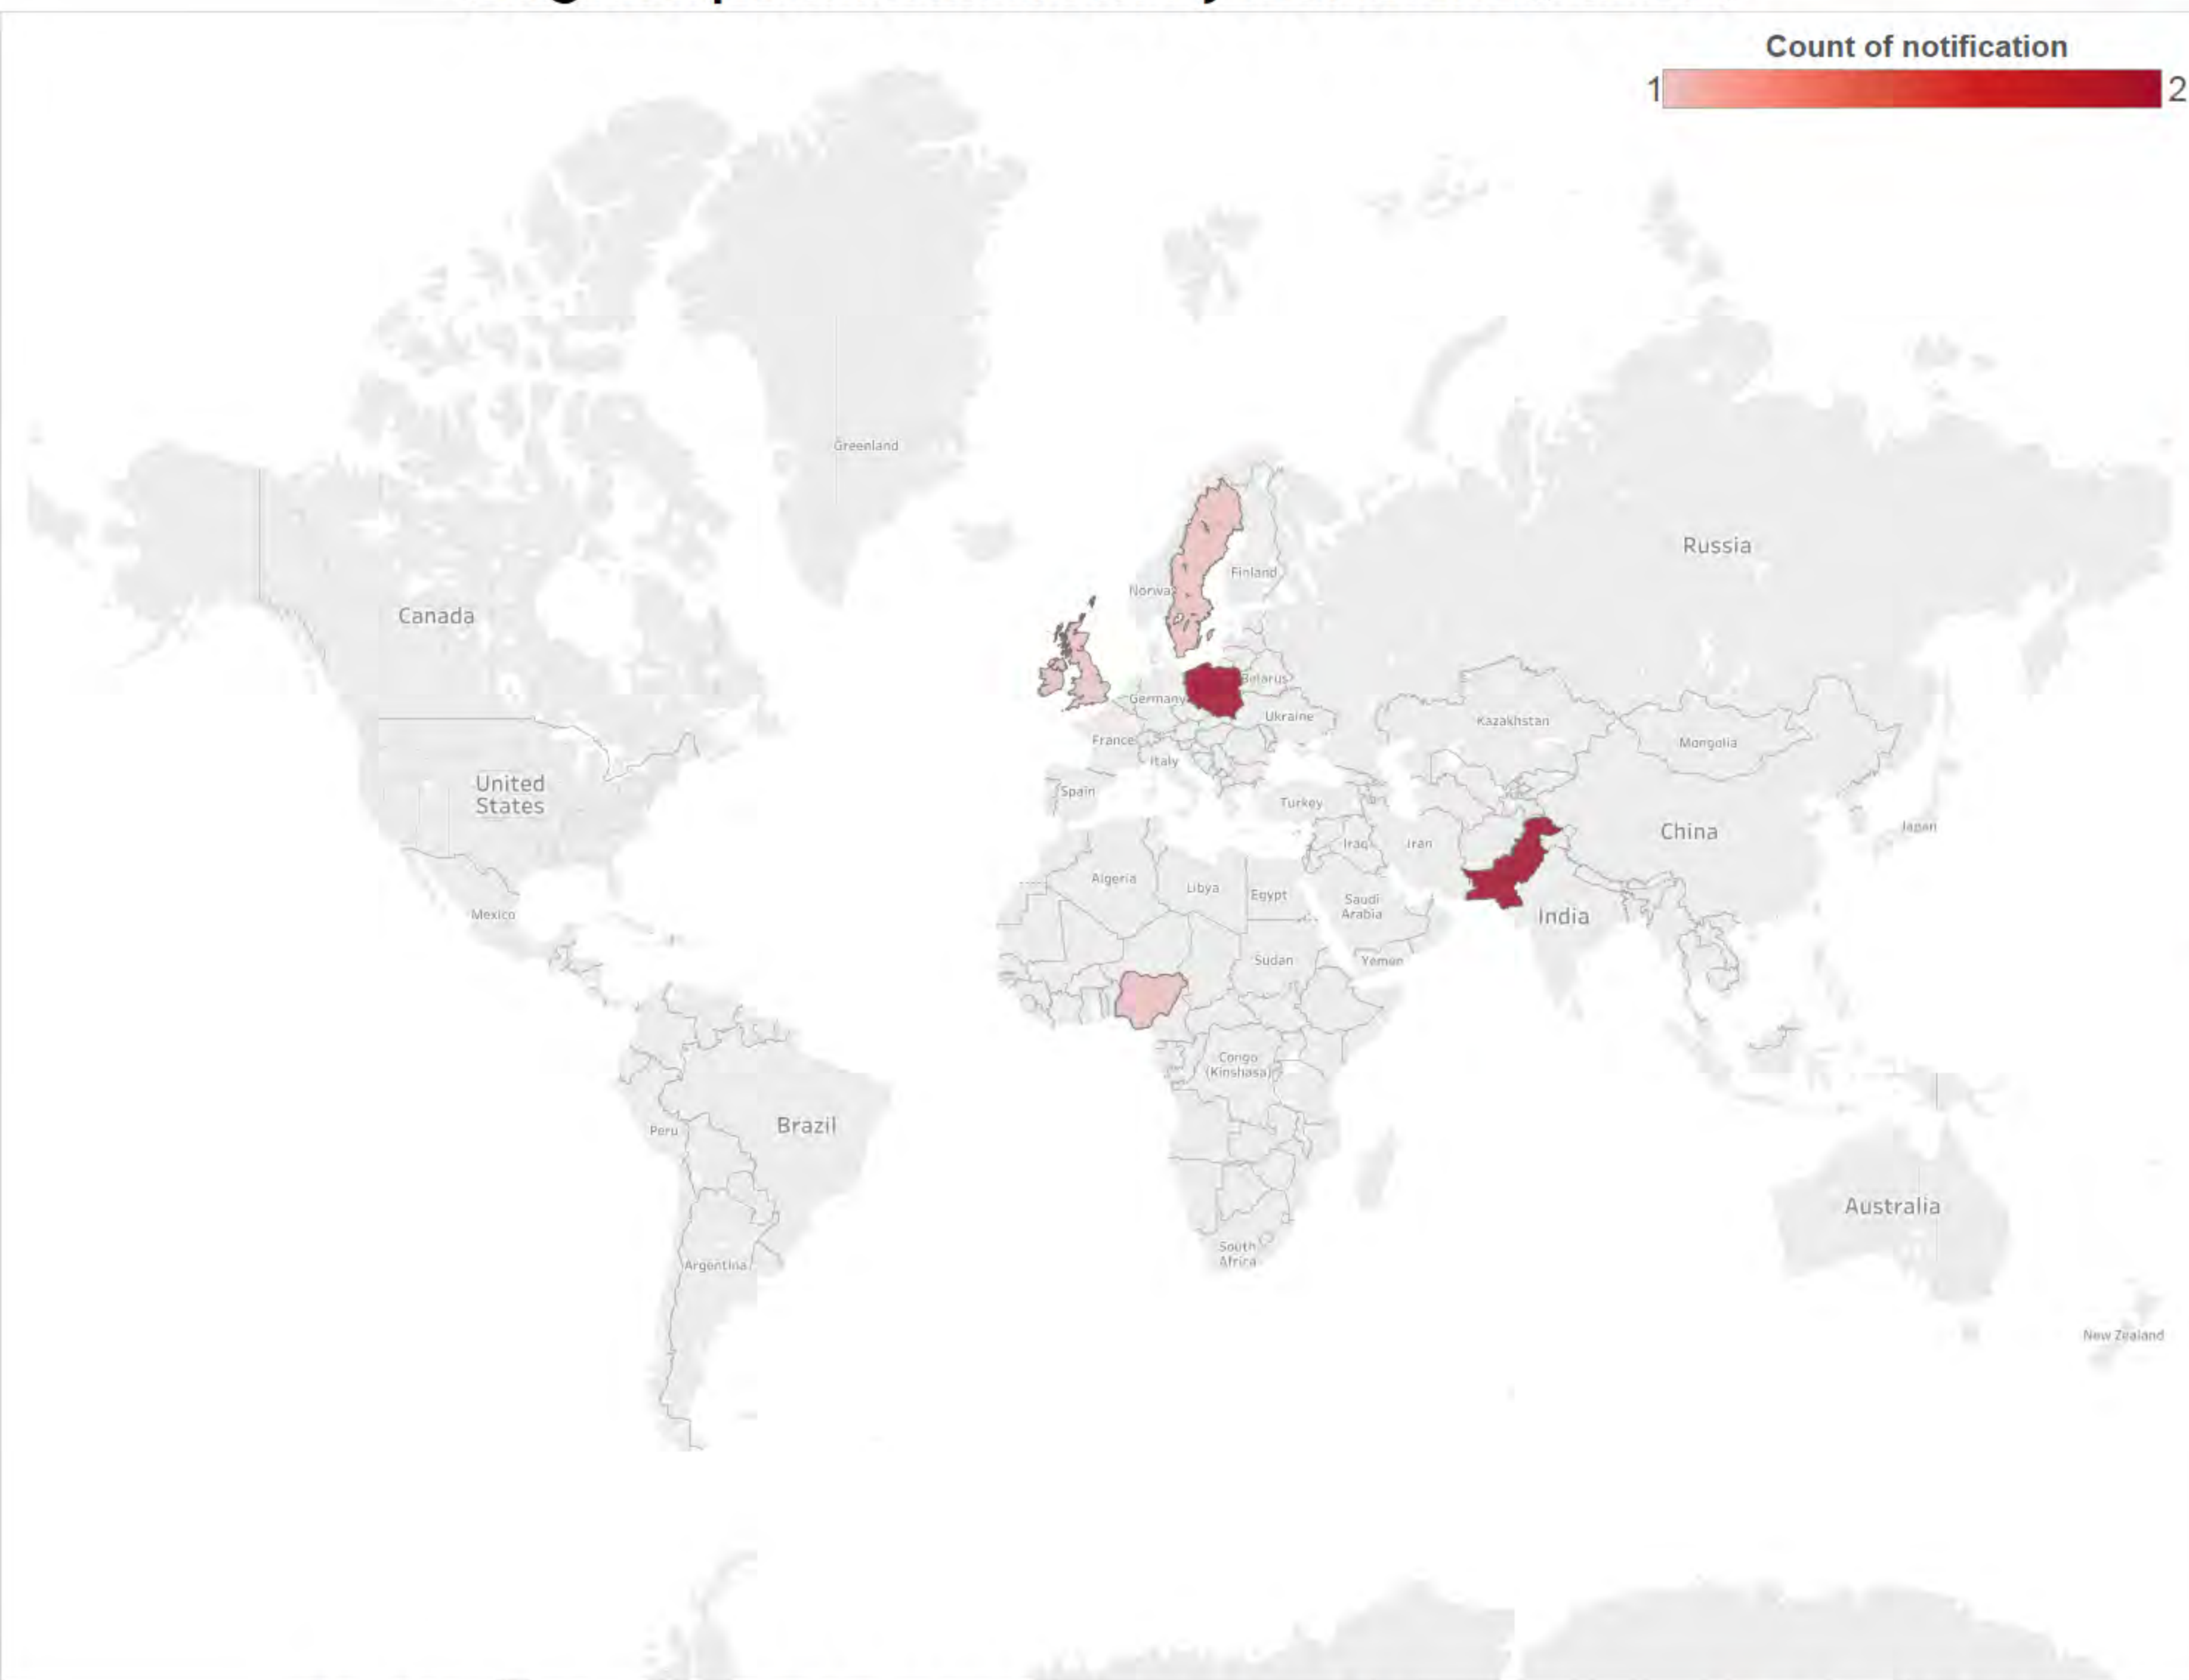 Count of notification
1
2
Greenland
Russia
Finland
Norwa
Canada
Belarus
Germany
Ukraine
Kazakhstan
France
Mongolia
Italy
United
States
Spain
Turkey
China
Japan
Iraq
Iran
Algeria
Libya
Egypt
Saudi
Arabia
Mexico
India
Sudan
Yemen
Congo
(Kinshasa)
Peru
Brazil
Australia
South
Africa
Argentina
New Zealand